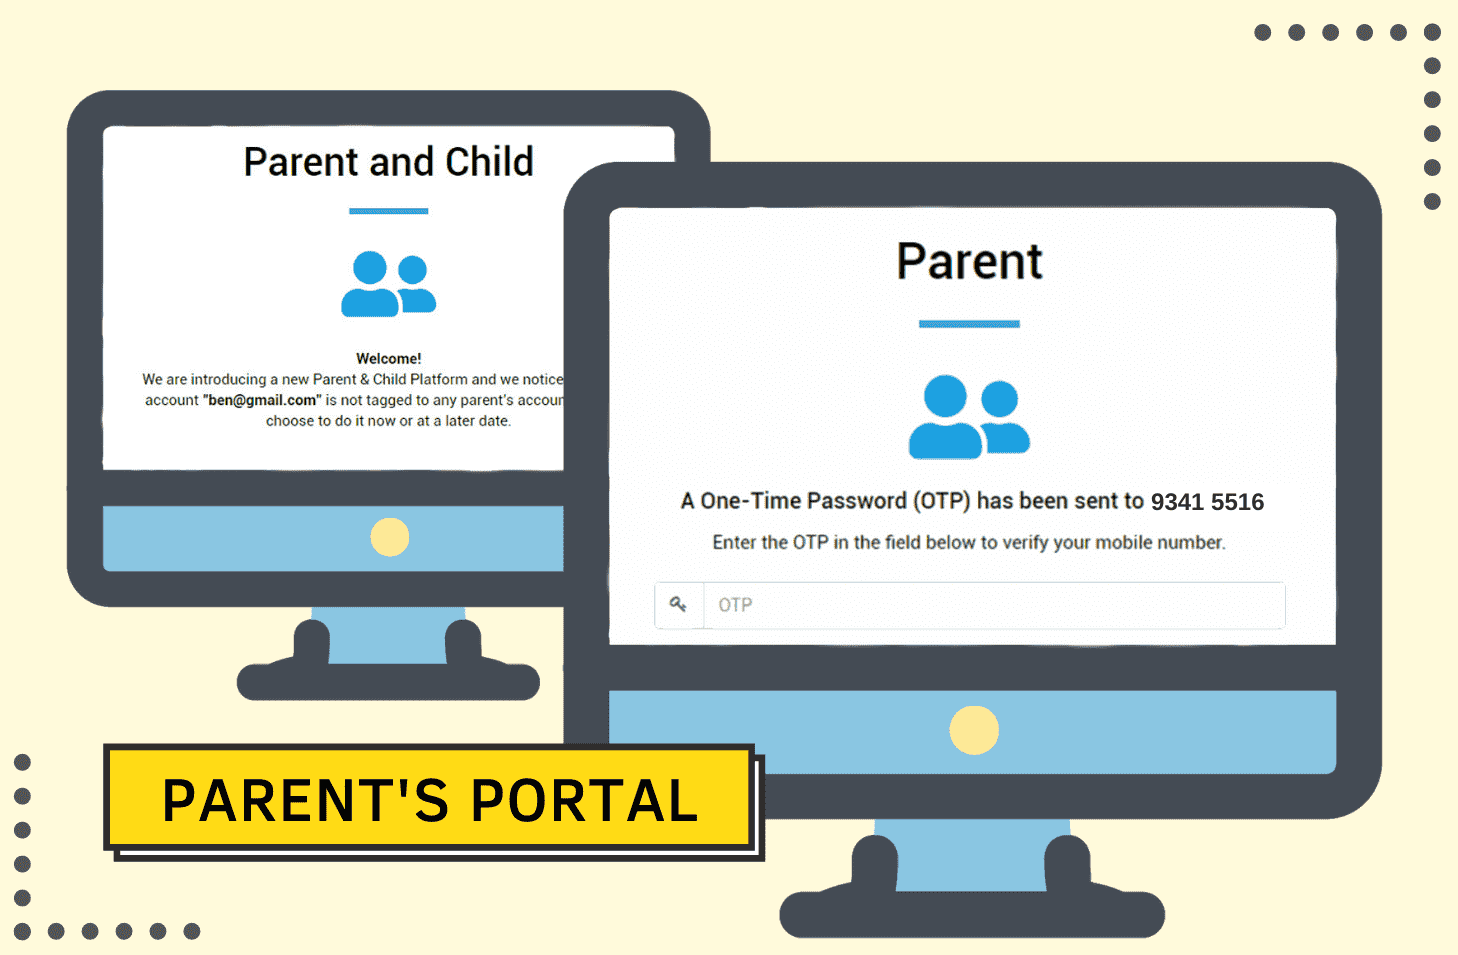 Parent and Child
Welcome!
We are introducing a new Parent & Child Platform and we notice
account "ben@gmail.com" is not tagged to any parent's
choose to do it now or at a later date.
Parent
A One-Time Password (OTP) has been sent to 9341 5516
Enter the OTP in the field below to verify your mobile number.
OTP
PARENT'S PORTAL